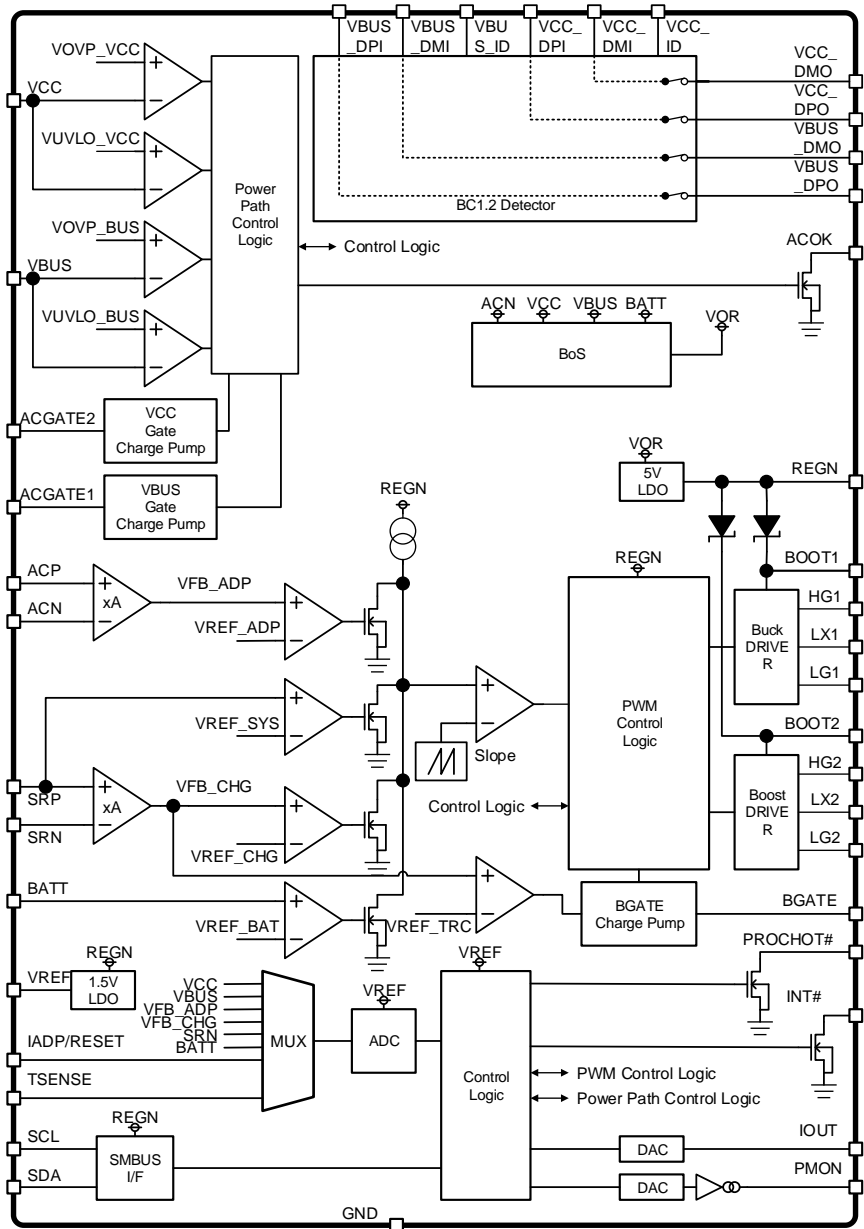 VBUS
_DPI
VBUS
_DMI
VBU
S_ID
VCC_
DPI
VCC_
DMI
VCC_
ID
VOVP_VCC
VCC
VUVLO_VCC
VOVP_BUS
VBUS
VUVLO_BUS
+
−
+
−
+
−
+
−
Power
Path
Control
Logic
Control Logic
BC1.2 Detector
VCC_
DMO
VCC_
DPO
VBUS
_DMO
VBUS
_DPO
ACOK
ACN
VCC
VBUS
BATT
VOR
BoS
ACGATE2
VCC
Gate
Charge Pump
ACGATE1
VBUS
Gate
Charge Pump
REGN
VOR
5V
LDO
REGN
ACP
ACN
+
xA
−
VFB_ADP
VREF_ADP
+
−
VREF_SYS
+
−
SRP
SRN
+
xA
−
VFB_CHG
VREF_CHG
+
−
BATT
VREF_BAT
+
−
+
−
Slope
REGN
PWM
Control
Logic
Control Logic
BOOT1
Buck
DRIVE
R
HG1
LX1
LG1
BOOT2
Boost
DRIVE
R
HG2
LX2
LG2
+
−
VREF_TRC
BGATE
Charge Pump
BGATE
PROCHOT#
INT#
REGN
VREF
1.5V
LDO
VCC
VBUS
VFB_ADP
VFB_CHG
SRN
BATT
IADP/RESET
TSENSE
MUX
VREF
ADC
VREF
Control
Logic
PWM Control Logic
Power Path Control Logic
REGN
SCL
SDA
SMBUS
I/F
DAC
IOUT
DAC
PMON
GND